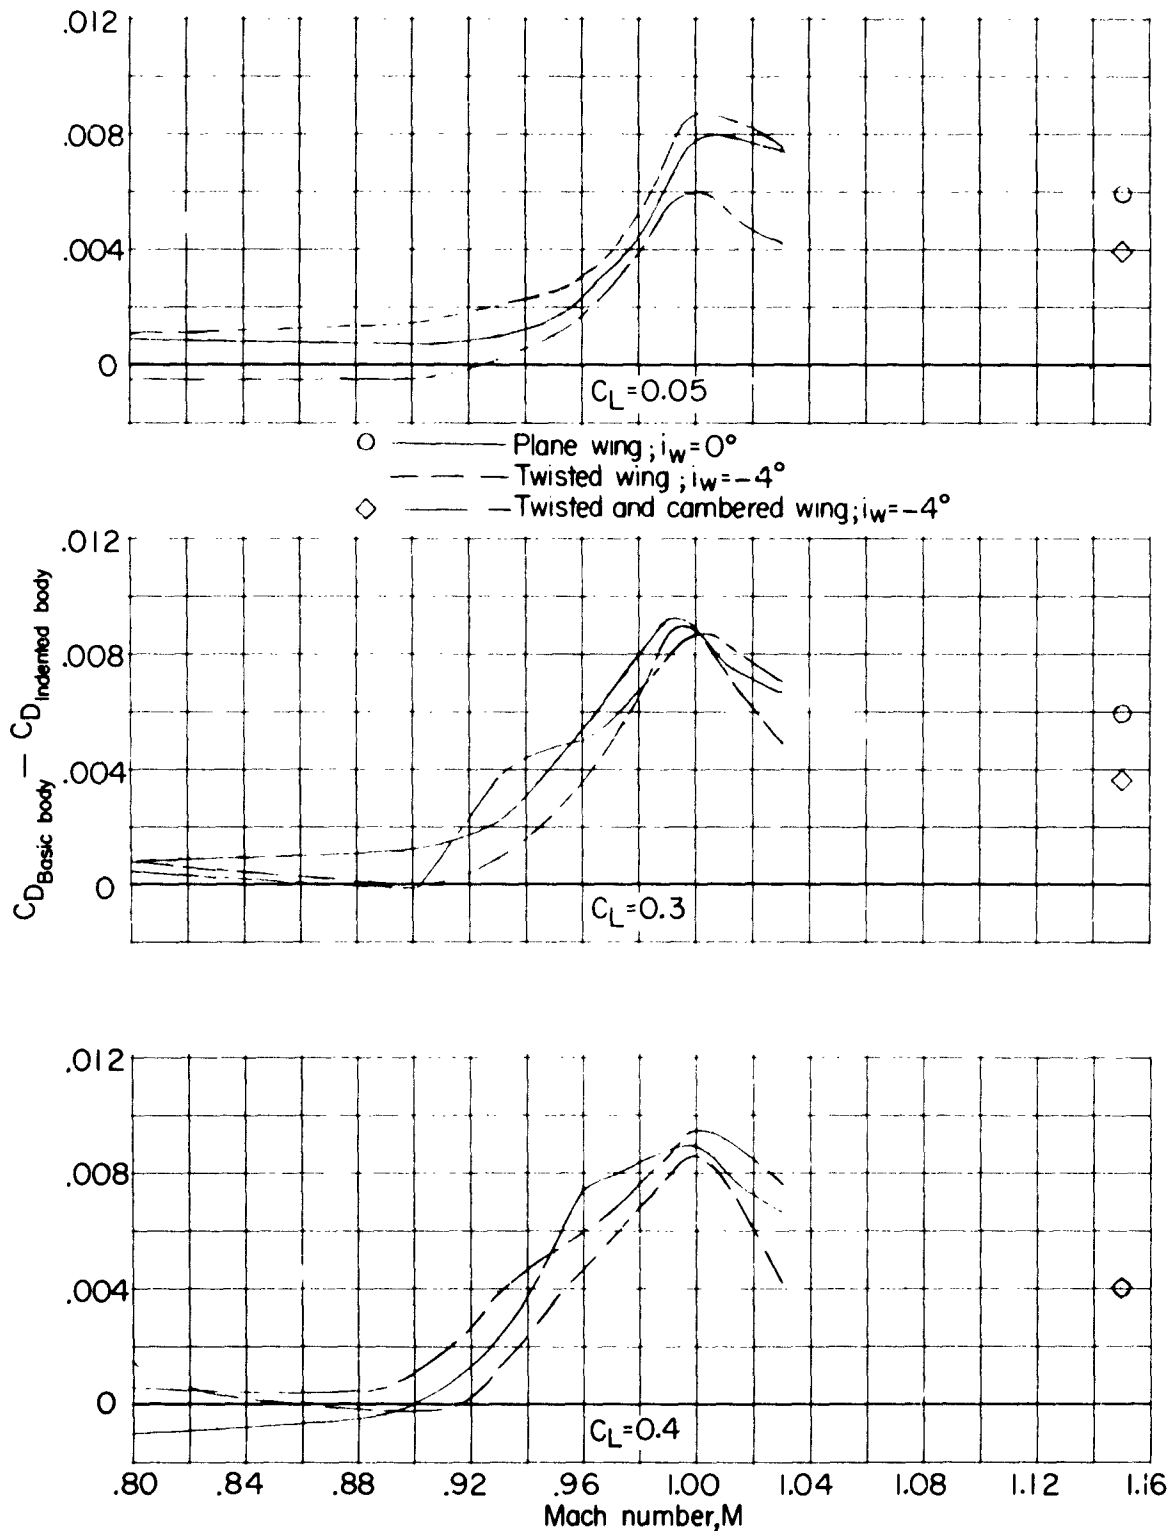 .012
.008
.004
0
C_L=0.05
Plane wing; i_w=0°
Twisted wing; i_w=-4°
Twisted and cambered wing; i_w=-4°
C_D Basic body — C_D Indented body
.012
.008
.004
0
C_L=0.3
.012
.008
.004
0
C_L=0.4
.80 .84 .88 .92 .96 1.00 1.04 1.08 1.12 1.16
Mach number, M